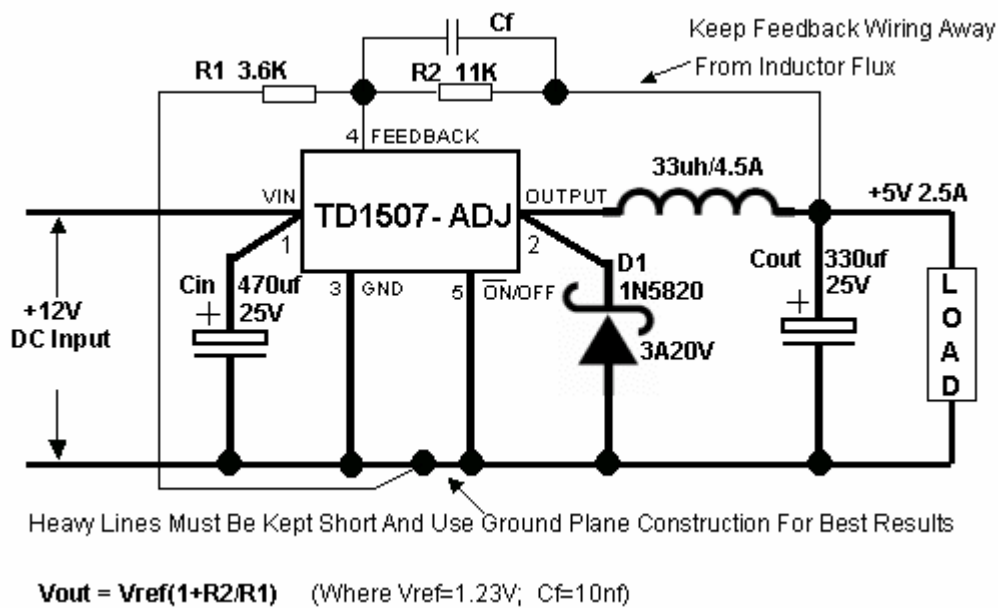 Cf
Keep Feedback Wiring Away
From Inductor Flux
R1 3.6K
R2 11K
4 FEEDBACK
33uh/4.5A
VIN
TD1507- ADJ
OUTPUT
+5V 2.5A
1
2
Cin
470uf
25V
+
3 GND
5 ON/OFF
D1
1N5820
3A20V
Cout
330uf
25V
+
LOAD
+12V
DC Input
Heavy Lines Must Be Kept Short And Use Ground Plane Construction For Best Results
Vout = Vref(1+R2/R1) (Where Vref=1.23V; Cf=10nf)